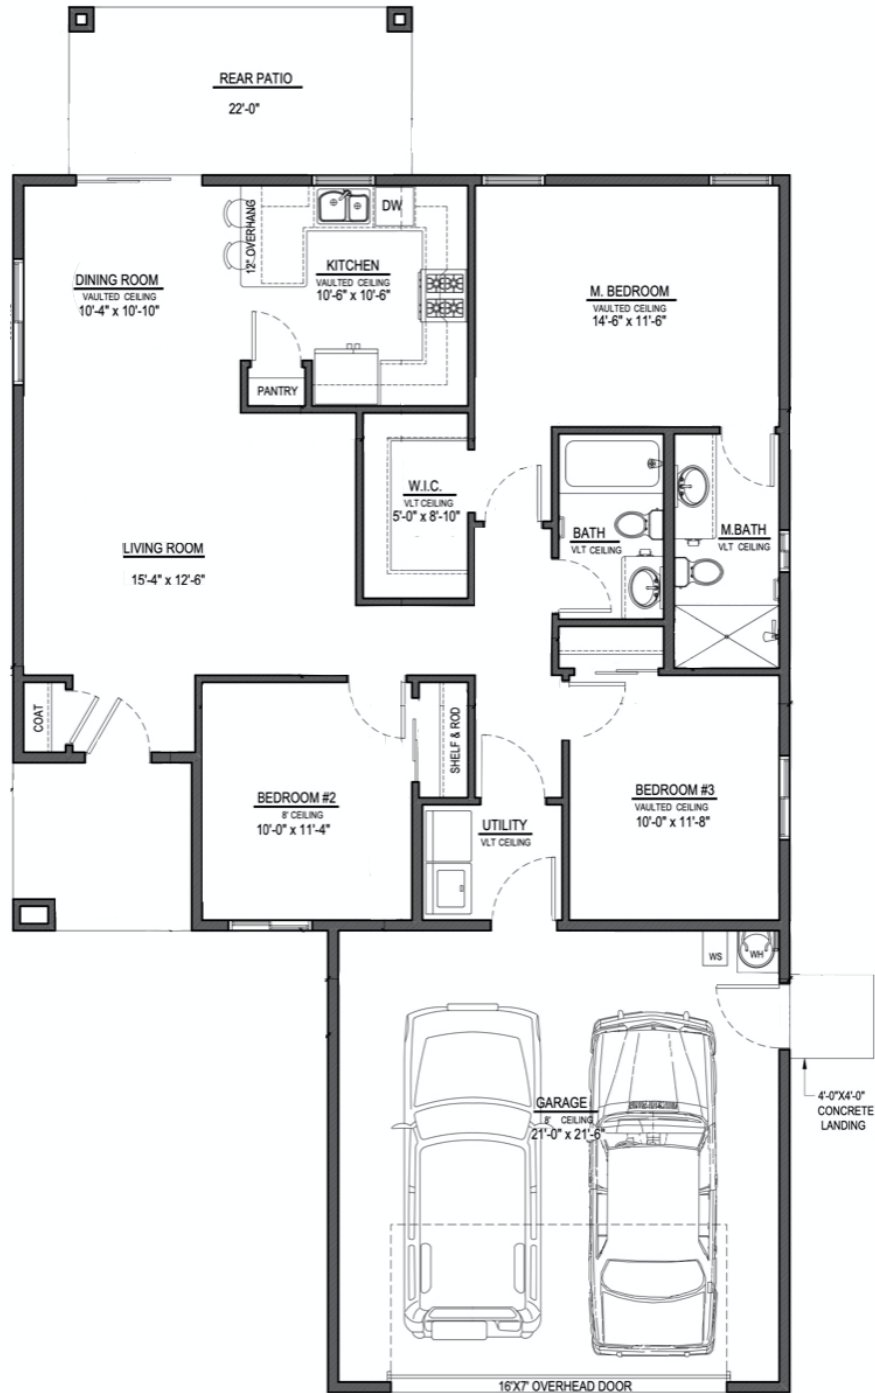 REAR PATIO
22'-0"
12" OVERHANG
DW
KITCHEN
VAULTED CEILING
10'-6" x 10'-6"
DINING ROOM
VAULTED CEILING
10'-4" x 10'-10"
M. BEDROOM
VAULTED CEILING
14'-6" x 11'-6"
PANTRY
W.I.C.
VLT CEILING
5'-0" x 8'-10"
BATH
VLT CEILING
M.BATH
VLT CEILING
LIVING ROOM
15'-4" x 12'-6"
COAT
SHELF & ROD
BEDROOM #2
8' CEILING
10'-0" x 11'-4"
UTILITY
VLT CEILING
BEDROOM #3
VAULTED CEILING
10'-0" x 11'-8"
WS
WH
GARAGE
8' CEILING
21'-0" x 21'-6"
4'-0"X4'-0"
CONCRETE
LANDING
16'X7' OVERHEAD DOOR